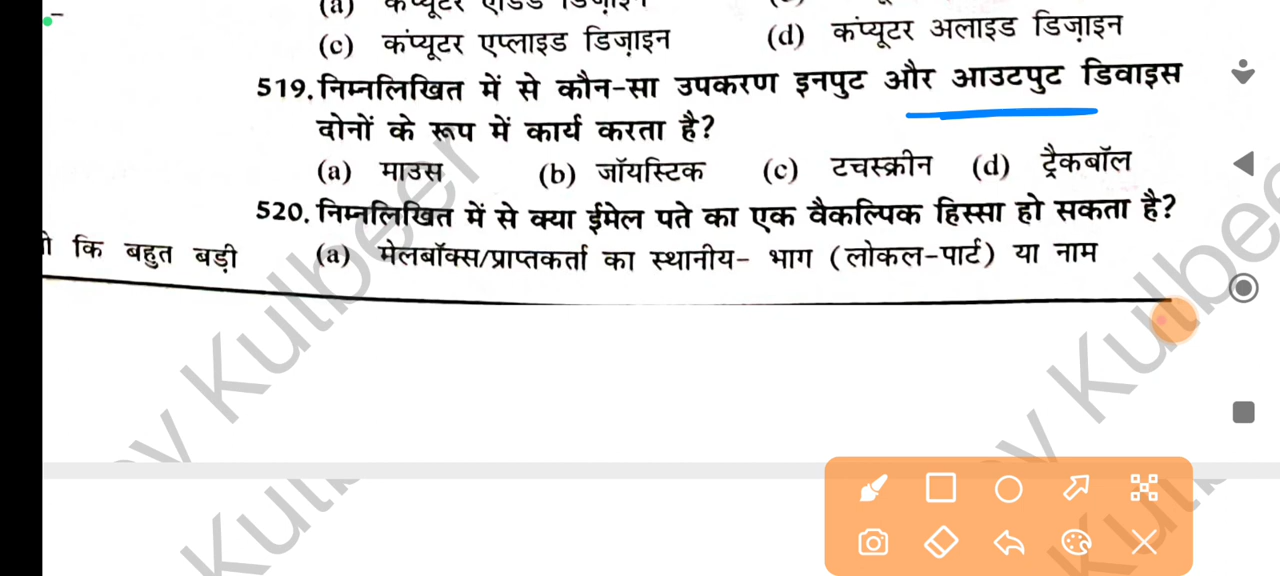 (c) कंप्यूटर एप्लाइड डिज़ाइन (d) कंप्यूटर अलाइड डिज़ाइन
519. निम्नलिखित में से कौन-सा उपकरण इनपुट और आउटपुट डिवाइस
दोनों के रूप में कार्य करता है?
(a) माउस (b) जॉयस्टिक (c) टचस्क्रीन (d) ट्रैकबॉल
520. निम्नलिखित में से क्या ईमेल पते का एक वैकल्पिक हिस्सा हो सकता है?
कि बहुत बड़ी
(a) मेलबॉक्स/प्राप्तकर्ता का स्थानीय- भाग (लोकल-पार्ट) या नाम
Kulbeer